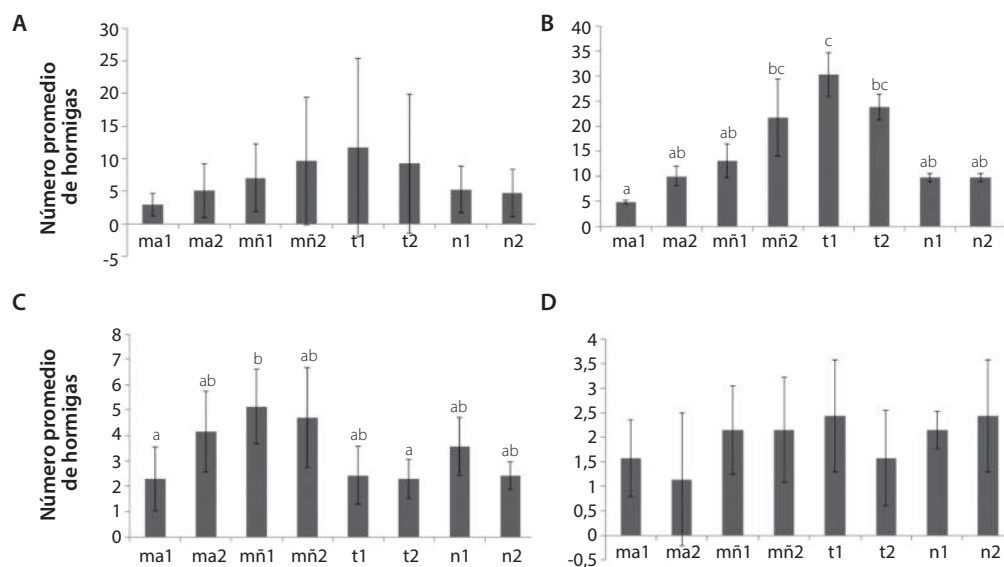 A
Número promedio
de hormigas
30
25
20
15
10
5
0
-5
ma1 ma2 mñ1 mñ2 t1 t2 n1 n2
B
40
35
30
25
20
15
10
5
0
a ab ab bc c bc ab ab
ma1 ma2 mñ1 mñ2 t1 t2 n1 n2
C
Número promedio
de hormigas
8
7
6
5
4
3
2
1
0
a ab b ab ab a ab ab
ma1 ma2 mñ1 mñ2 t1 t2 n1 n2
D
4
3,5
3
2,5
2
1,5
1
0,5
0
-0,5
ma1 ma2 mñ1 mñ2 t1 t2 n1 n2